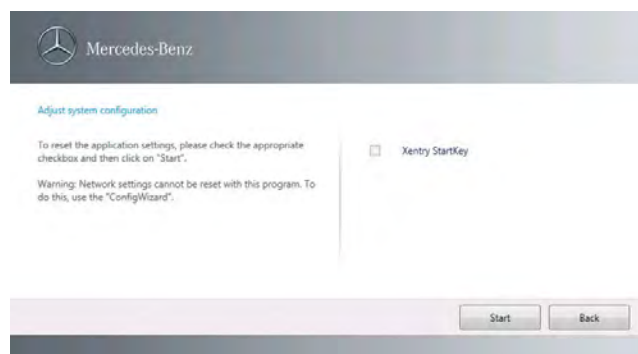 Mercedes-Benz
Adjust system configuration
To reset the application settings, please check the appropriate
checkbox and then click on "Start".
Warning: Network settings cannot be reset with this program. To
do this, use the "ConfigWizard".
Xentry StartKey
Start
Back